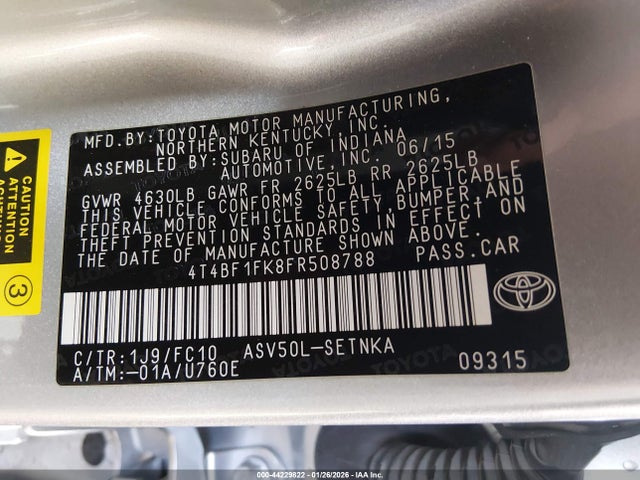 MFD.BY:TOYOTA MOTOR MANUFACTURING,
NORTHERN KENTUCKY,INC.
ASSEMBLED BY:SUBARU OF INDIANA
AUTOMOTIVE,INC. 06/15
GVWR 4630LB GAWR FR 2625LB RR 2625LB
THIS VEHICLE CONFORMS TO ALL APPLICABLE
FEDERAL MOTOR VEHICLE SAFETY,BUMPER,AND
THEFT PREVENTION STANDARDS IN EFFECT ON
THE DATE OF MANUFACTURE SHOWN ABOVE.
4T4BF1FK8FR508788 PASS.CAR
C/TR:1J9/FC10 ASV50L-SETNKA
A/TM:-01A/U760E 09315
CAUTION
ATTENTION
3
000-44229822 - 01/26/2026 - IAA Inc.